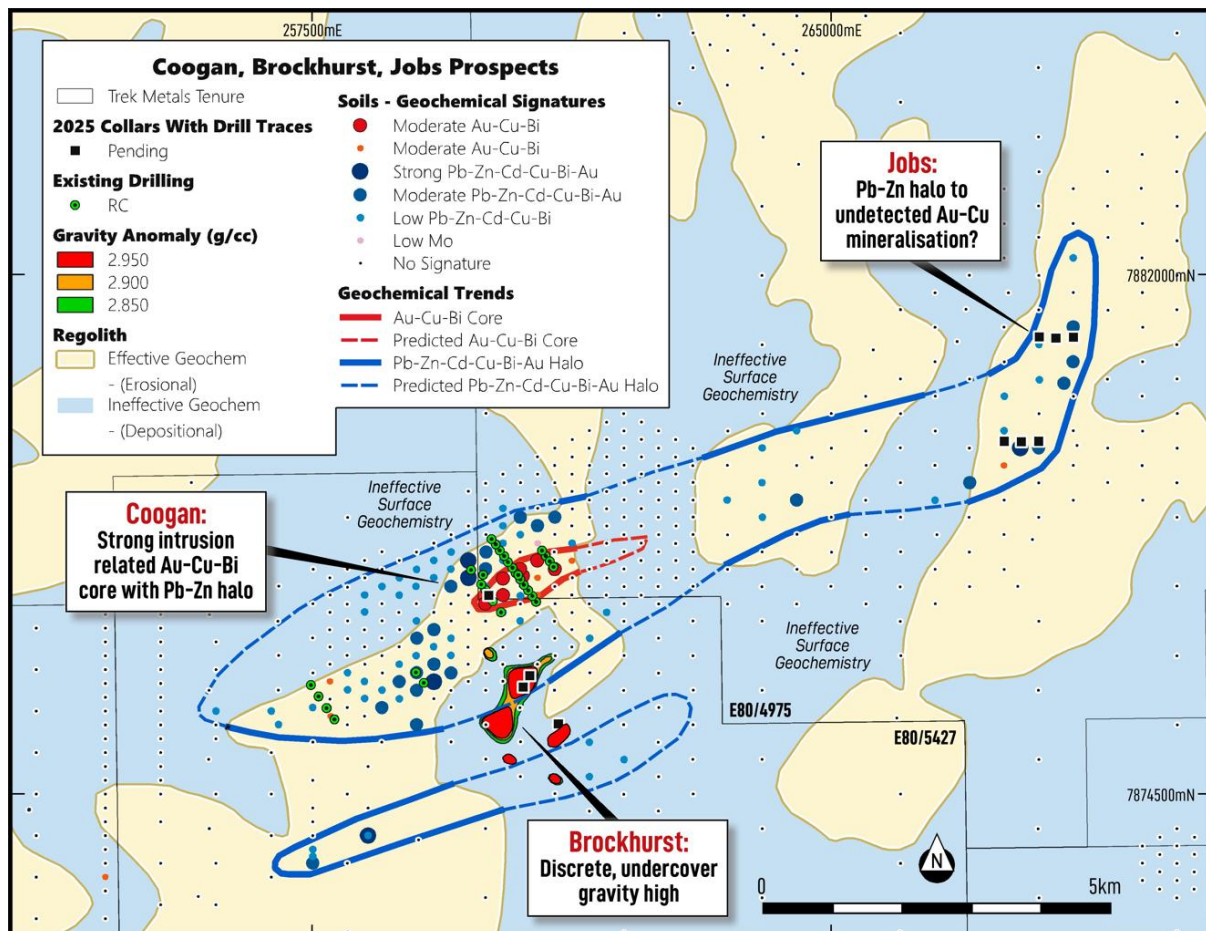 257500mE
265000mE
Coogan, Brockhurst, Jobs Prospects
Trek Metals Tenure
2025 Collars With Drill Traces
Pending
Existing Drilling
RC
Gravity Anomaly (g/cc)
2.950
2.900
2.850
Regolith
Effective Geochem
- (Erosional)
Ineffective Geochem
- (Depositional)
Soils - Geochemical Signatures
Moderate Au-Cu-Bi
Moderate Au-Cu-Bi
Strong Pb-Zn-Cd-Cu-Bi-Au
Moderate Pb-Zn-Cd-Cu-Bi-Au
Low Pb-Zn-Cd-Cu-Bi
Low Mo
No Signature
Geochemical Trends
Au-Cu-Bi Core
Predicted Au-Cu-Bi Core
Pb-Zn-Cd-Cu-Bi-Au Halo
Predicted Pb-Zn-Cd-Cu-Bi-Au Halo
Jobs:
Pb-Zn halo to
undetected Au-Cu
mineralisation?
7882000mN
Ineffective
Surface
Geochemistry
Ineffective
Surface
Geochemistry
Coogan:
Strong intrusion
related Au-Cu-Bi
core with Pb-Zn halo
Ineffective
Surface
Geochemistry
E80/4975
E80/5427
7874500mN
Brockhurst:
Discrete, undercover
gravity high
N
0
5km